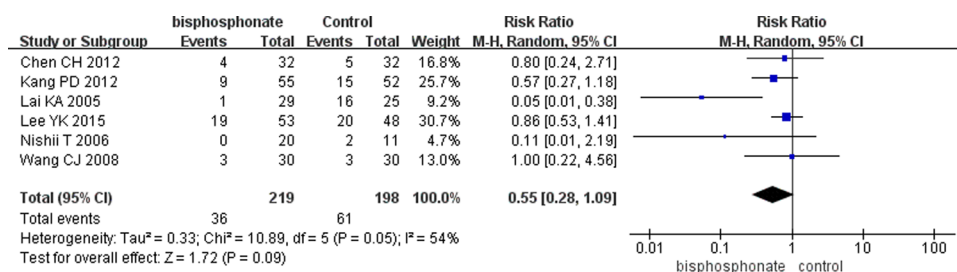 bisphosphonate Control Risk Ratio Risk Ratio
Study or Subgroup Events Total Events Total Weight M-H, Random, 95% CI M-H, Random, 95% CI
Chen CH 2012 4 32 5 32 16.8% 0.80 [0.24, 2.71]
Kang PD 2012 9 55 15 52 25.7% 0.57 [0.27, 1.18]
Lai KA 2005 1 29 16 25 9.2% 0.05 [0.01, 0.38]
Lee YK 2015 19 53 20 48 30.7% 0.86 [0.53, 1.41]
Nishii T 2006 0 20 2 11 4.7% 0.11 [0.01, 2.19]
Wang CJ 2008 3 30 3 30 13.0% 1.00 [0.22, 4.56]
Total (95% CI) 219 198 100.0% 0.55 [0.28, 1.09]
Total events 36 61
Heterogeneity: Tau² = 0.33; Chi² = 10.89, df = 5 (P = 0.05); I² = 54%
Test for overall effect: Z = 1.72 (P = 0.09)
0.01 0.1 1 10 100
bisphosphonate control